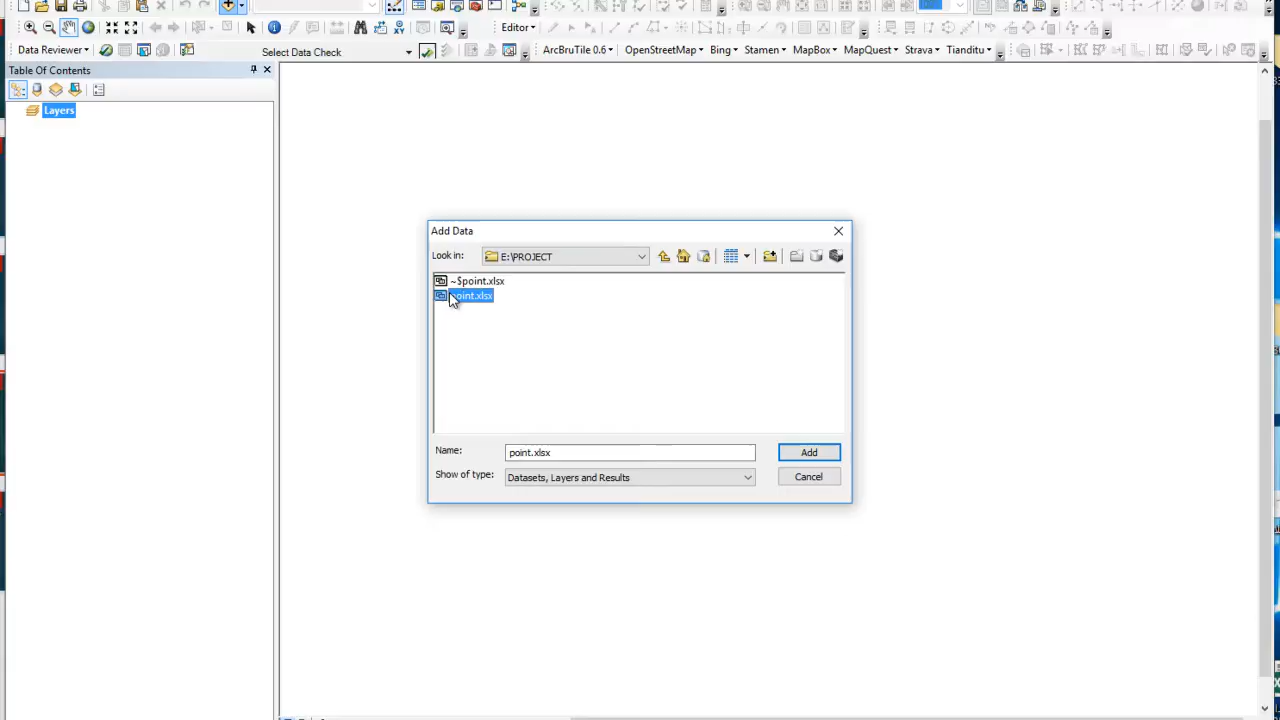 Editor
Data Reviewer
Select Data Check
ArcBruTile 0.6
OpenStreetMap
Bing
Stamen
MapBox
MapQuest
Strava
Tianditu
Table Of Contents
Layers
Add Data
Look in:
E:\PROJECT
~$point.xlsx
point.xlsx
Name:
point.xlsx
Add
Show of type:
Datasets, Layers and Results
Cancel